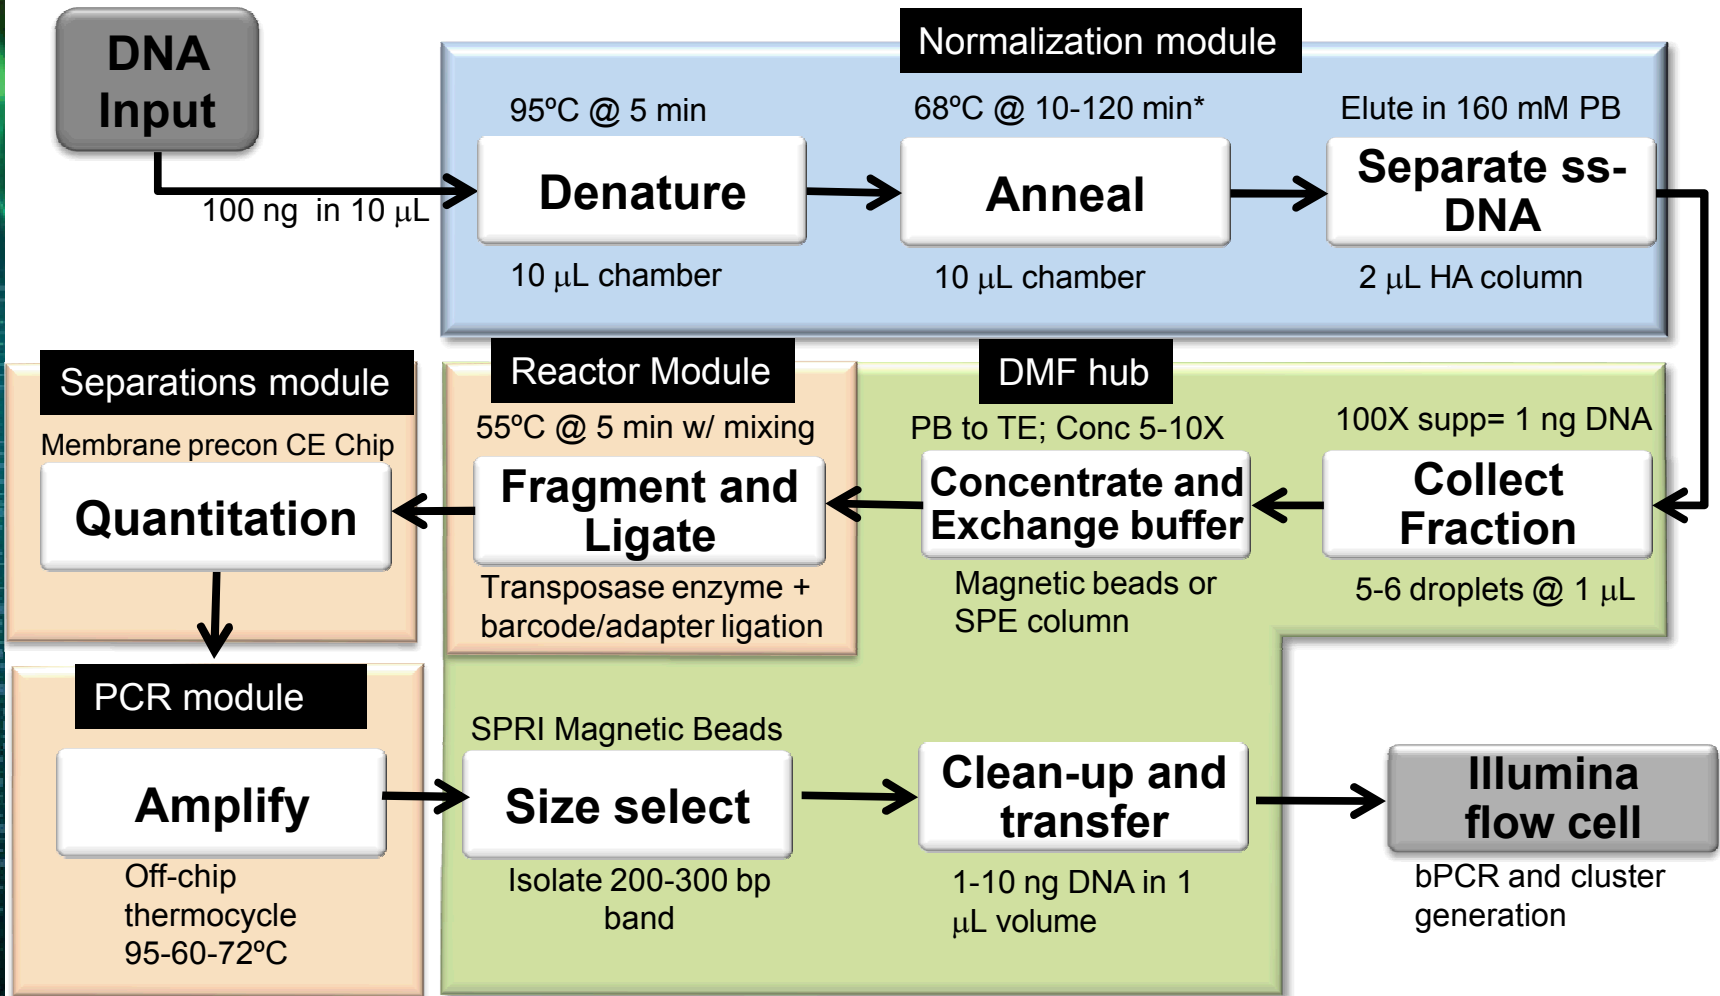 DNA
Input
100 ng  in 10 μL
Normalization module
95ºC @ 5 min
Denature
10 μL chamber
68ºC @ 10-120 min*
Anneal
10 μL chamber
Elute in 160 mM PB
Separate ss-
DNA
2 μL HA column
DMF hub
100X supp= 1 ng DNA
Collect
Fraction
5-6 droplets @ 1 μL
PB to TE; Conc 5-10X
Concentrate and
Exchange buffer
Magnetic beads or
SPE column
Reactor Module
55ºC @ 5 min w/ mixing
Fragment and
Ligate
Transposase enzyme +
barcode/adapter ligation
Separations module
Membrane precon CE Chip
Quantitation
PCR module
Amplify
Off-chip
thermocycle
95-60-72ºC
SPRI Magnetic Beads
Size select
Isolate 200-300 bp
band
Clean-up and
transfer
1-10 ng DNA in 1
μL volume
Illumina
flow cell
bPCR and cluster
generation